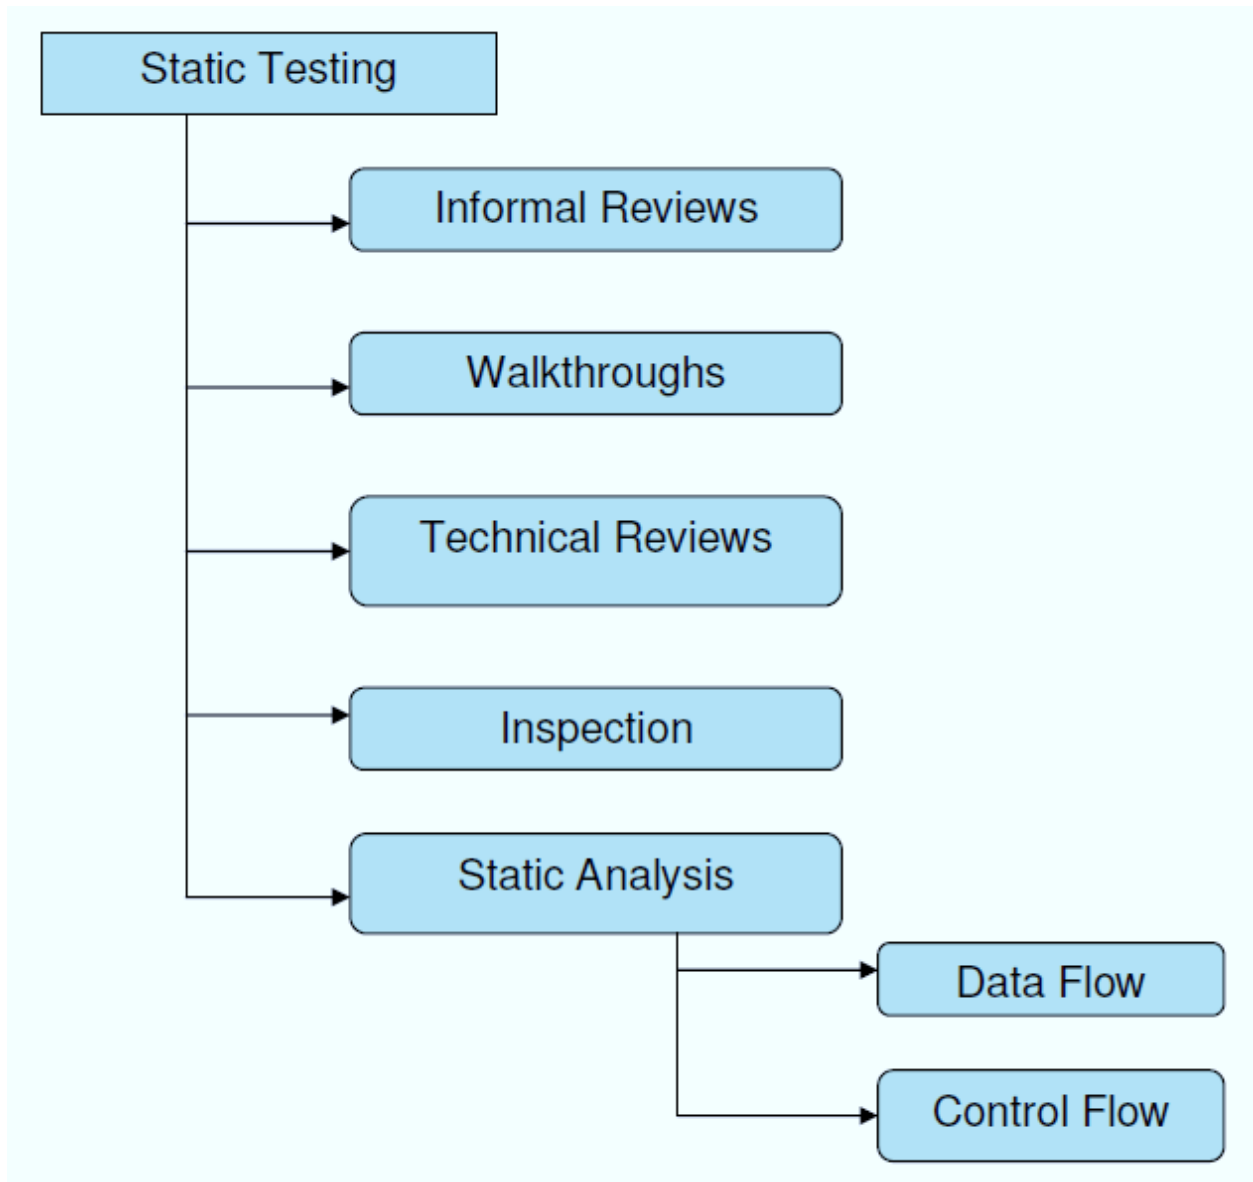 Static Testing
Informal Reviews
Walkthroughs
Technical Reviews
Inspection
Static Analysis
Data Flow
Control Flow